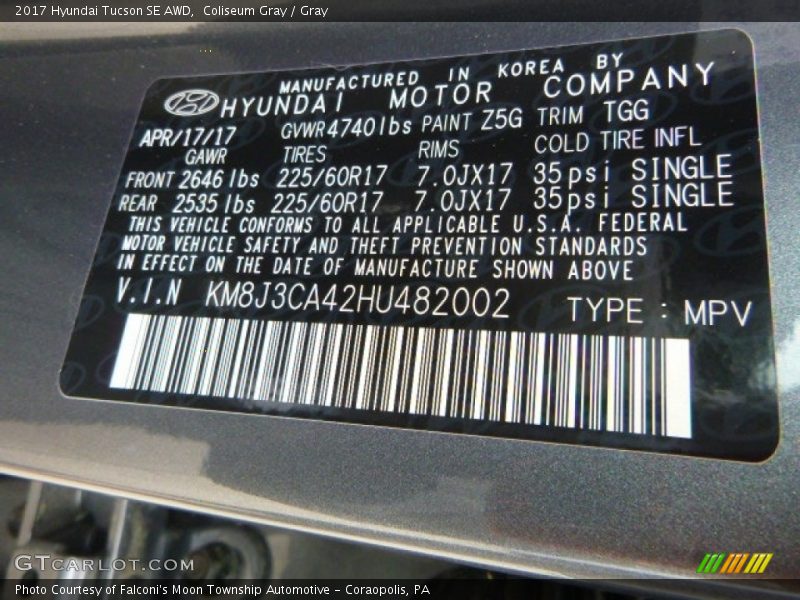 2017 Hyundai Tucson SE AWD,  Coliseum Gray / Gray
MANUFACTURED IN KOREA BY
HYUNDAI MOTOR COMPANY
APR/17/17 GVWR4740lbs PAINT Z5G TRIM TGG
GAWR TIRES RIMS COLD TIRE INFL
FRONT 2646 lbs 225/60R17 7.0JX17 35psi SINGLE
REAR 2535 lbs 225/60R17 7.0JX17 35psi SINGLE
THIS VEHICLE CONFORMS TO ALL APPLICABLE U.S.A. FEDERAL
MOTOR VEHICLE SAFETY AND THEFT PREVENTION STANDARDS
IN EFFECT ON THE DATE OF MANUFACTURE SHOWN ABOVE
V.I.N KM8J3CA42HU482002 TYPE : MPV
GTCARLOT.COM
Photo Courtesy of Falconi's Moon Township Automotive - Coraopolis, PA